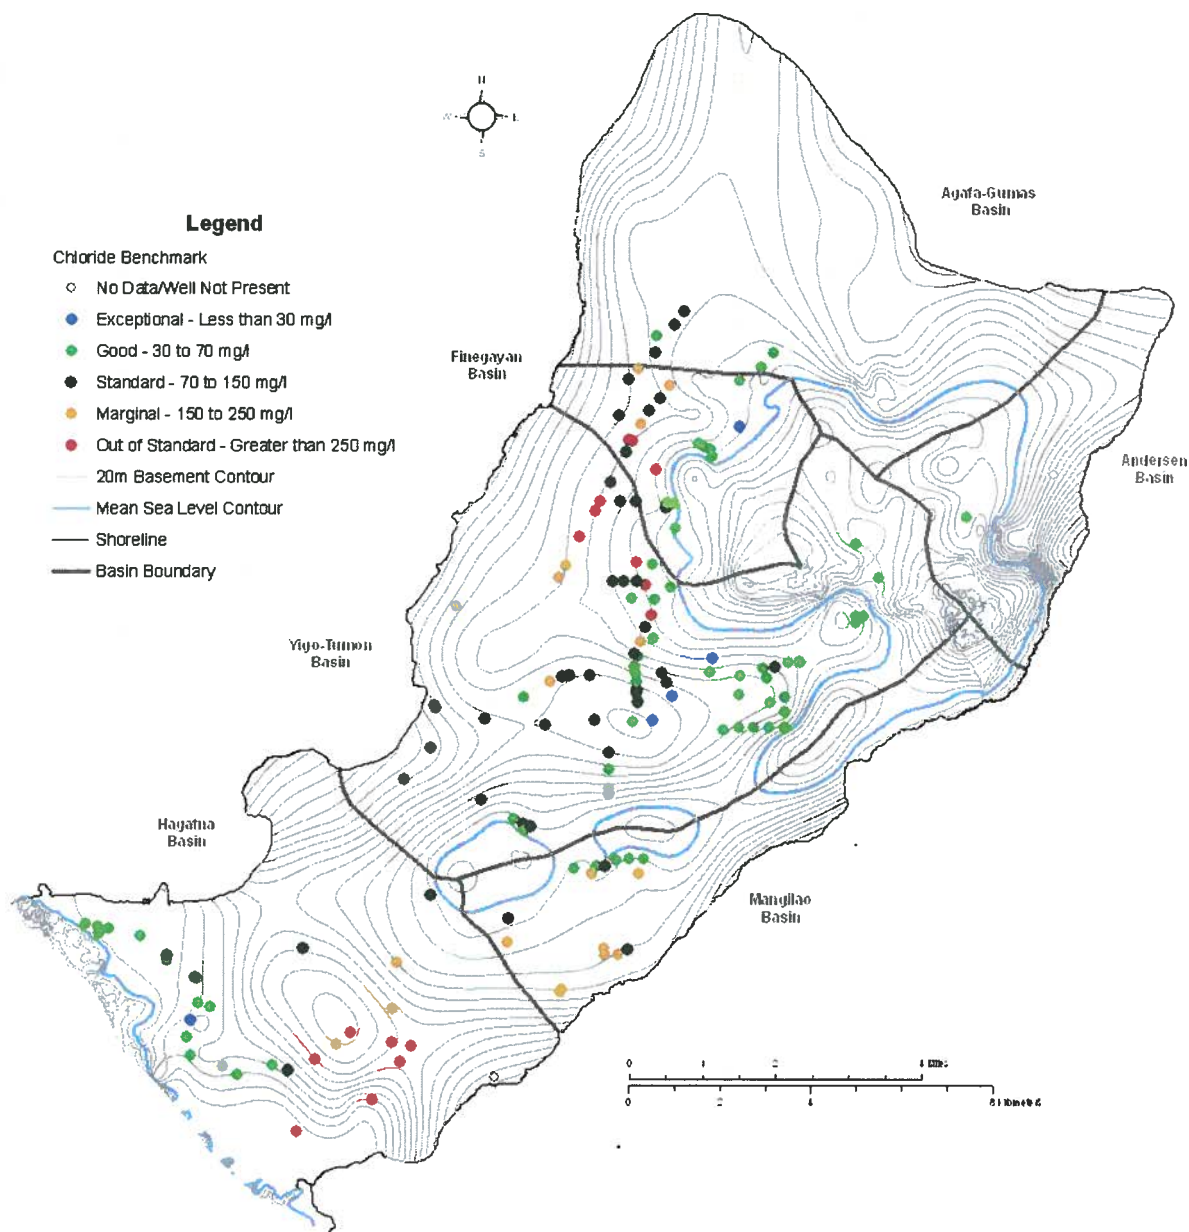 N
W
E
S
Agafa-Gumas
Basin
Legend
Chloride Benchmark
No Data/Well Not Present
Exceptional - Less than 30 mg/l
Good - 30 to 70 mg/l
Standard - 70 to 150 mg/l
Marginal - 150 to 250 mg/l
Out of Standard - Greater than 250 mg/l
20m Basement Contour
Mean Sea Level Contour
Shoreline
Basin Boundary
Finegayan
Basin
Andersen
Basin
Yigo-Tumon
Basin
Hagatna
Basin
Mangilao
Basin
0 1 2 4 Miles
0 2 4 8 Kilometers